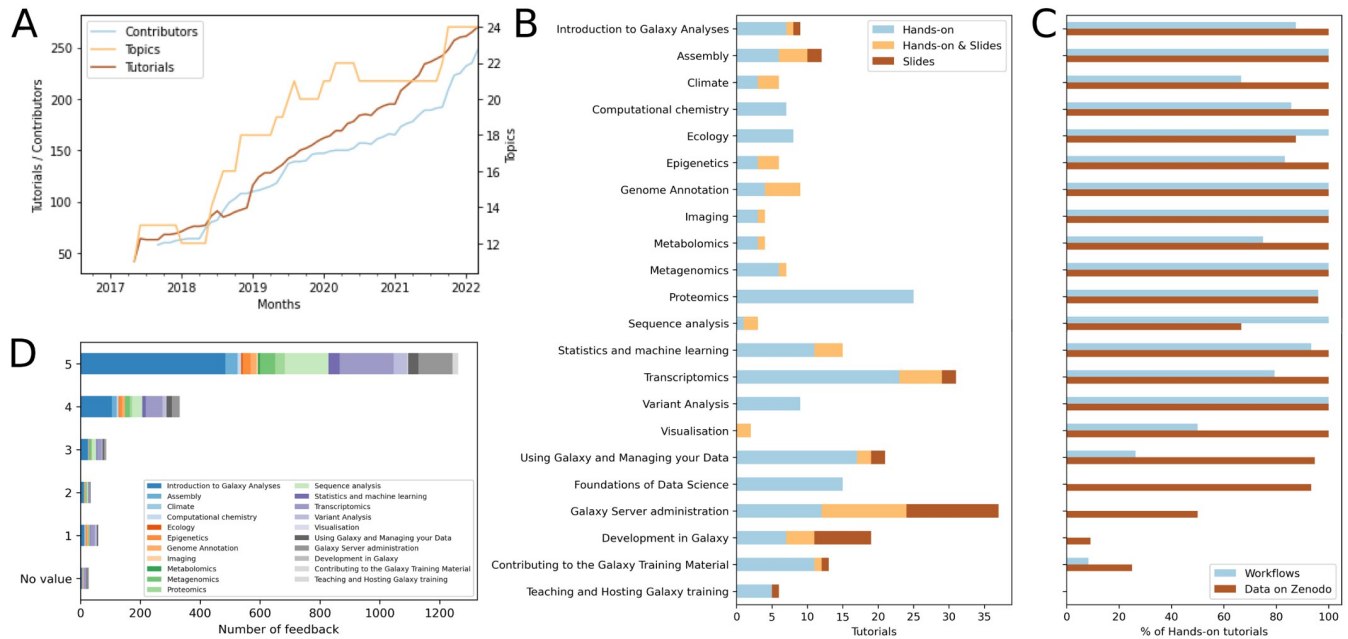 A
Contributors
Topics
Tutorials
Tutorials / Contributors
250
200
150
100
50
24
22
20
18
16
14
12
Topics
2017 2018 2019 2020 2021 2022
Months
B
Hands-on
Hands-on & Slides
Slides
Introduction to Galaxy Analyses
Assembly
Climate
Computational chemistry
Ecology
Epigenetics
Genome Annotation
Imaging
Metabolomics
Metagenomics
Proteomics
Sequence analysis
Statistics and machine learning
Transcriptomics
Variant Analysis
Visualisation
Using Galaxy and Managing your Data
Foundations of Data Science
Galaxy Server administration
Development in Galaxy
Contributing to the Galaxy Training Material
Teaching and Hosting Galaxy training
0 5 10 15 20 25 30 35
Tutorials
C
Workflows
Data on Zenodo
0 20 40 60 80 100
% of Hands-on tutorials
D
5
4
3
2
1
No value
Introduction to Galaxy Analyses
Assembly
Climate
Computational chemistry
Ecology
Epigenetics
Genome Annotation
Imaging
Metabolomics
Metagenomics
Proteomics
Sequence analysis
Statistics and machine learning
Transcriptomics
Variant Analysis
Visualisation
Using Galaxy and Managing your Data
Galaxy Server administration
Development in Galaxy
Contributing to the Galaxy Training Material
Teaching and Hosting Galaxy training
0 200 400 600 800 1000 1200
Number of feedback